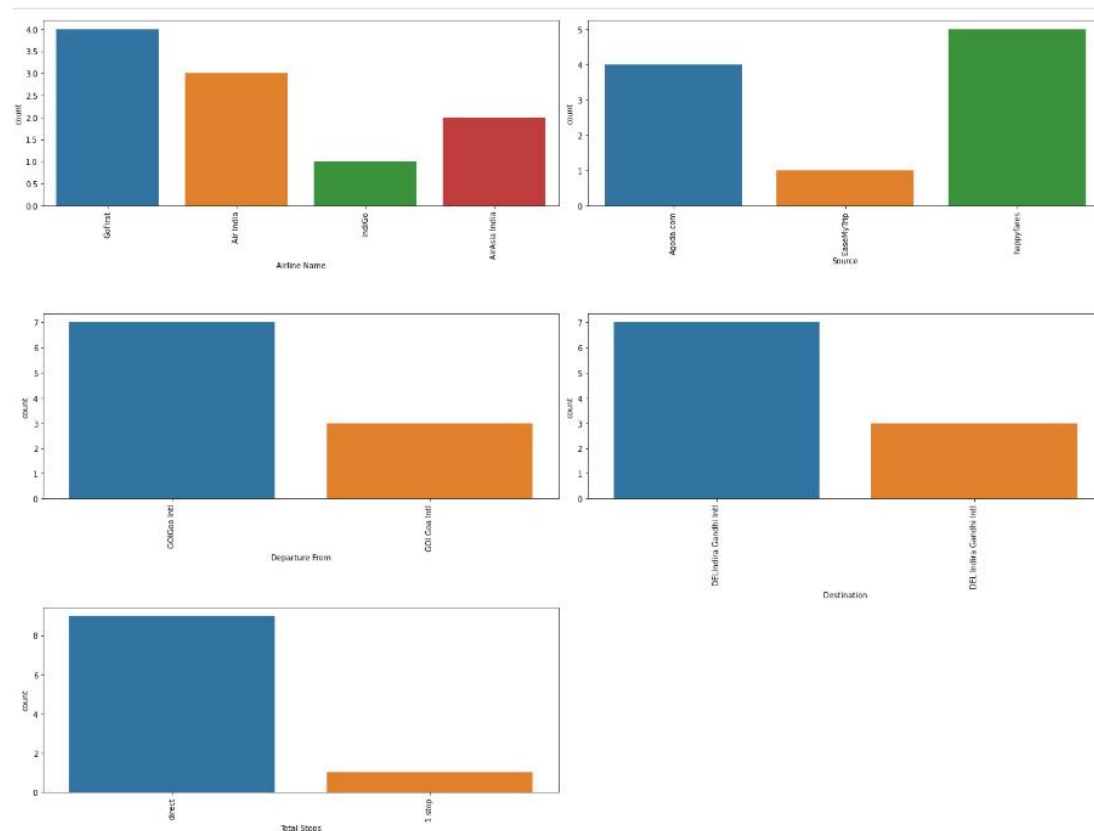 4.0
3.5
3.0
2.5
2.0
1.5
1.0
0.5
0.0
count
GoFirst
Air India
IndiGo
AirAsia India
Airline Name
5
4
3
2
1
0
count
Agoda.com
EaseMyTrip
happyfares
Source
7
6
5
4
3
2
1
0
count
GOIGoa Intl
GOI Goa Intl
Departure From
7
6
5
4
3
2
1
0
count
DELIndira Gandhi Intl
DEL Indira Gandhi Intl
Destination
8
6
4
2
0
count
direct
1 stop
Total Stops